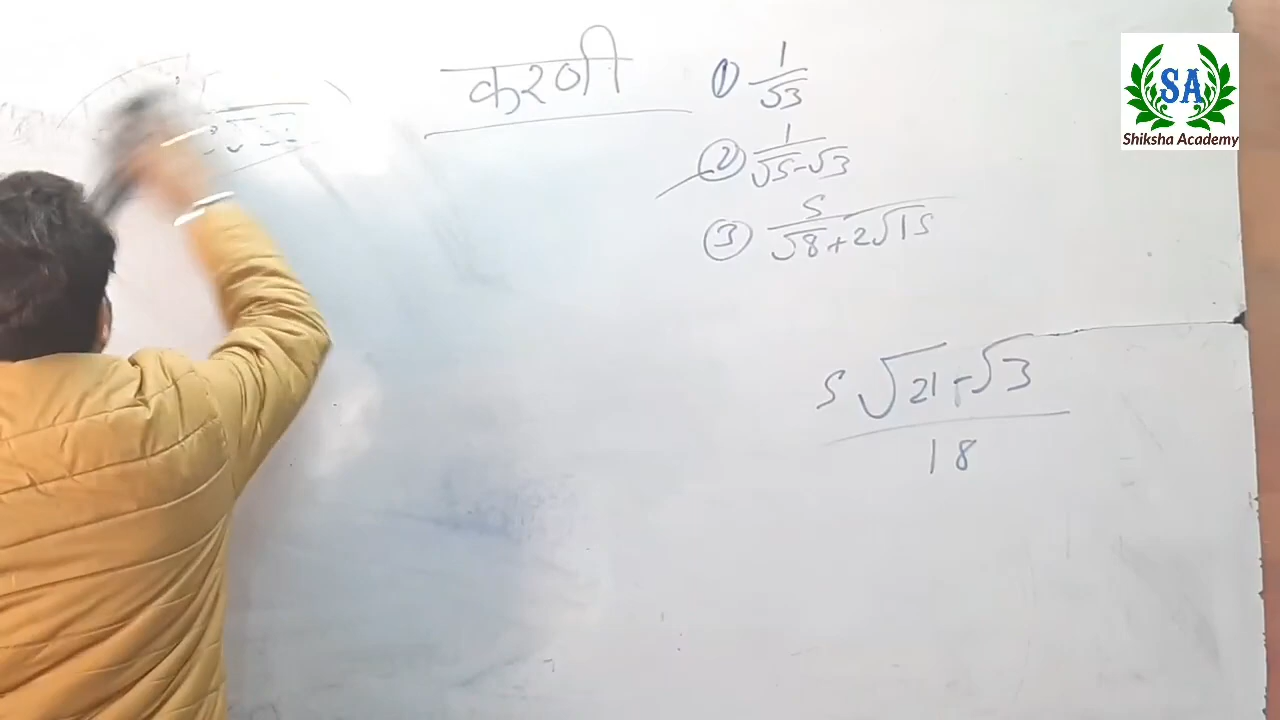 करणी
① 1/√3
② 1/(√5-√3)
③ 5/(√8+2√15)
5√21+√3
18
SA
Shiksha Academy